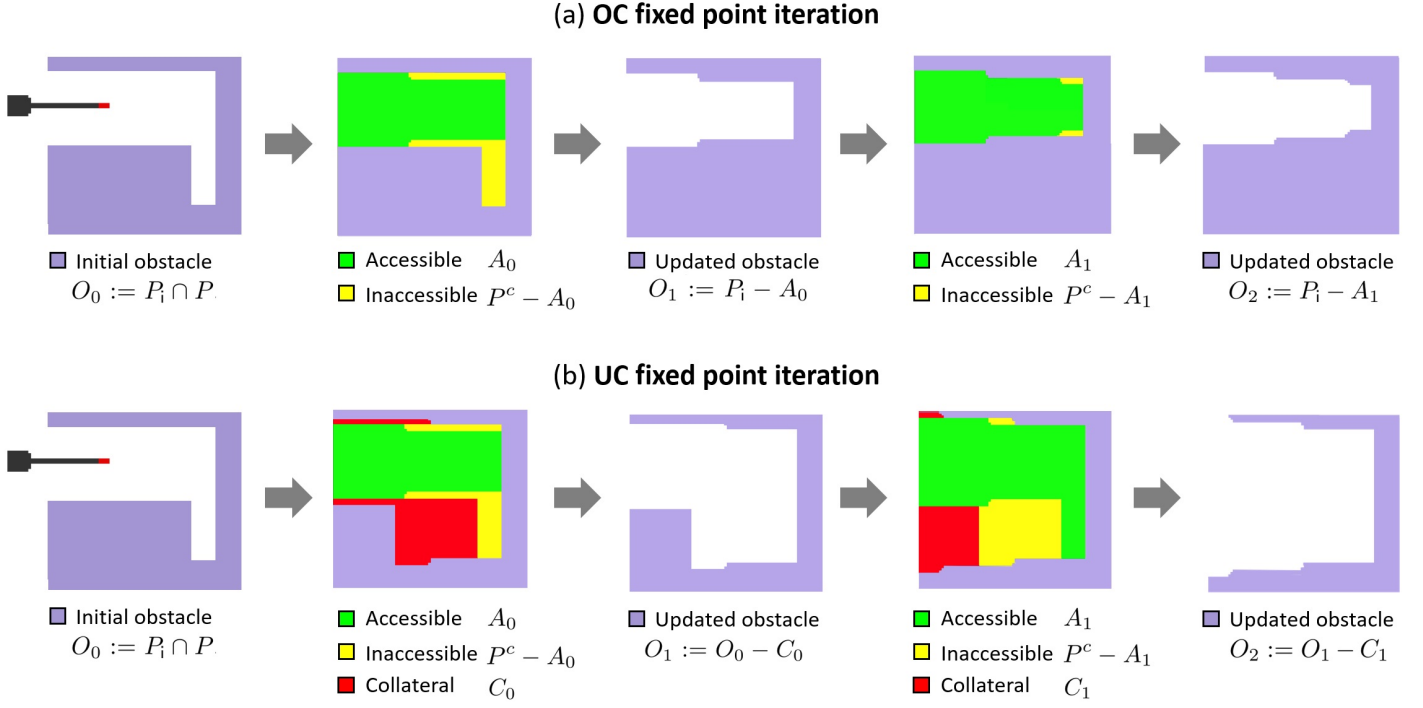 (a) OC fixed point iteration
Initial obstacle
O₀ := Pᵢ ∩ P.
Accessible A₀
Inaccessible Pᶜ − A₀
Updated obstacle
O₁ := Pᵢ − A₀
Accessible A₁
Inaccessible Pᶜ − A₁
Updated obstacle
O₂ := Pᵢ − A₁
(b) UC fixed point iteration
Initial obstacle
O₀ := Pᵢ ∩ P.
Accessible A₀
Inaccessible Pᶜ − A₀
Collateral C₀
Updated obstacle
O₁ := O₀ − C₀
Accessible A₁
Inaccessible Pᶜ − A₁
Collateral C₁
Updated obstacle
O₂ := O₁ − C₁